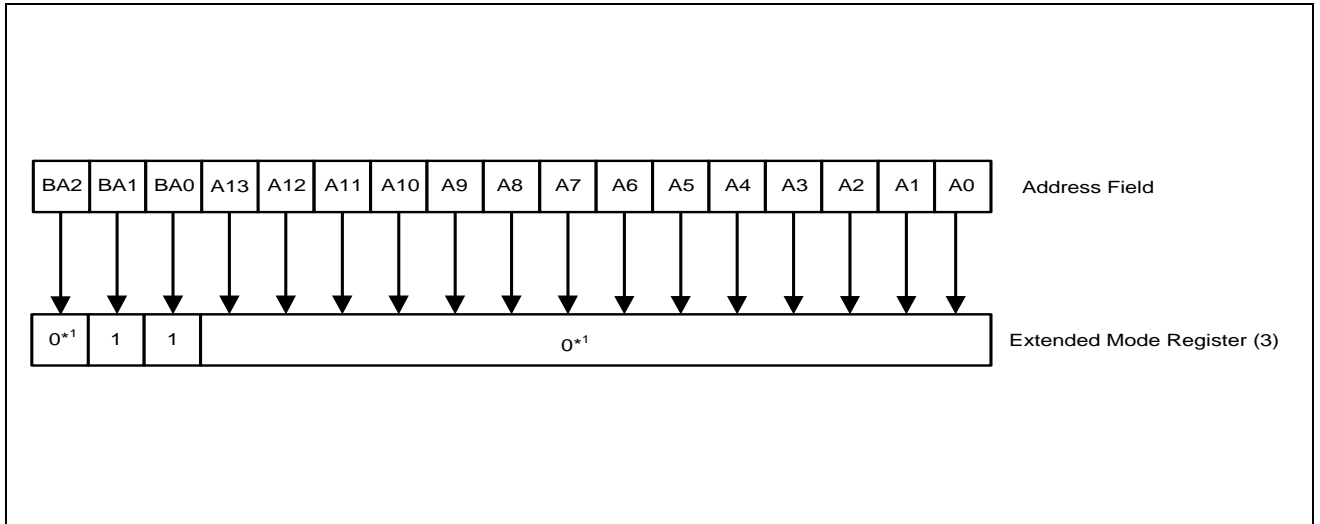 BA2 BA1 BA0 A13 A12 A11 A10 A9 A8 A7 A6 A5 A4 A3 A2 A1 A0 Address Field
0*1 1 1 0*1 Extended Mode Register (3)